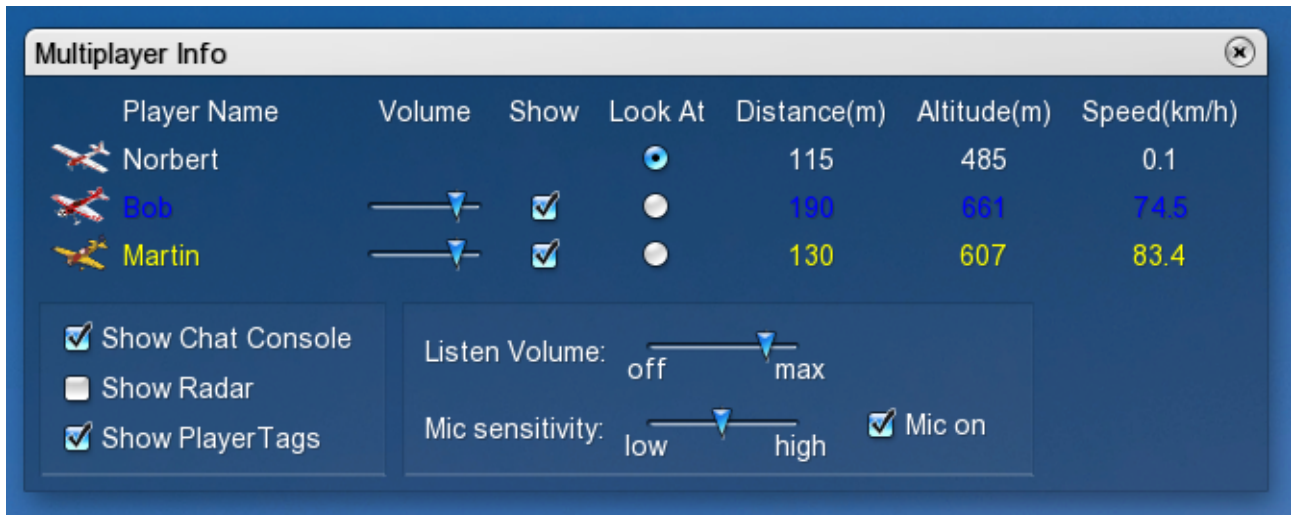 Multiplayer Info
Player Name Volume Show Look At Distance(m) Altitude(m) Speed(km/h)
Norbert 115 485 0.1
Bob 190 661 74.5
Martin 130 607 83.4
Show Chat Console
Show Radar
Show PlayerTags
Listen Volume:
off max
Mic sensitivity:
low high
Mic on